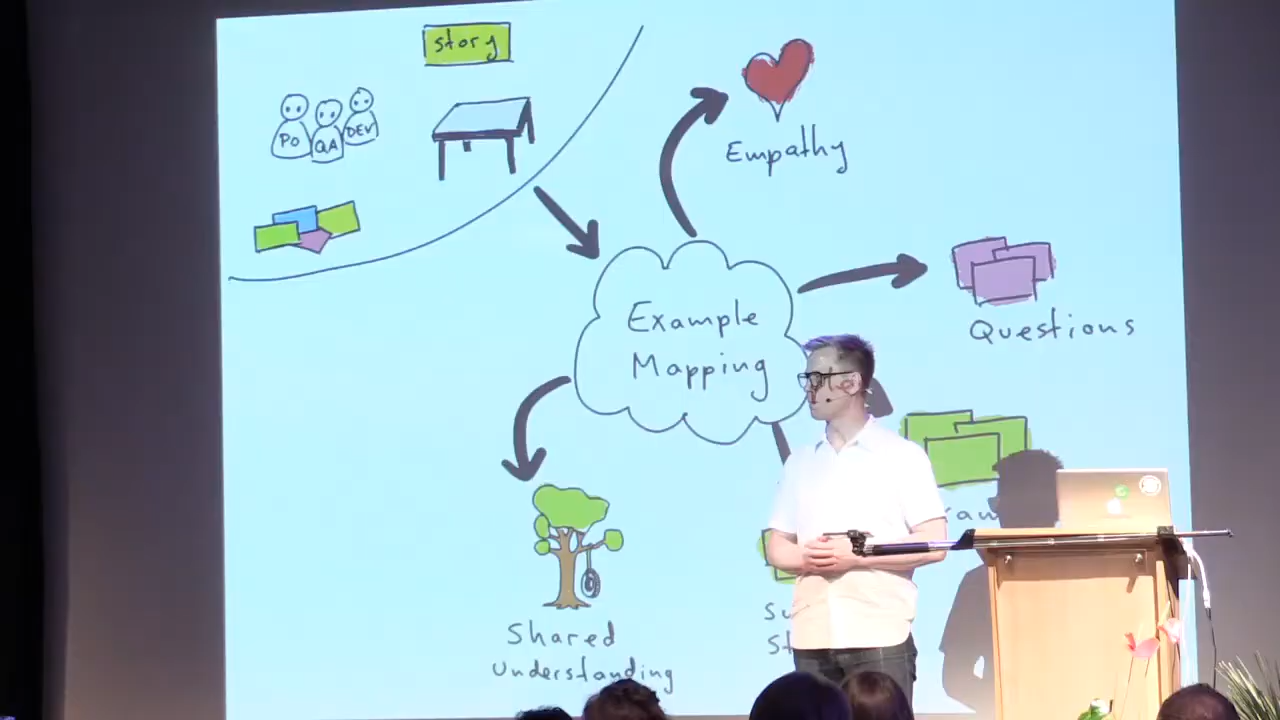 story
PO
QA
DEV
Empathy
Example
Mapping
Questions
Shared
Understanding